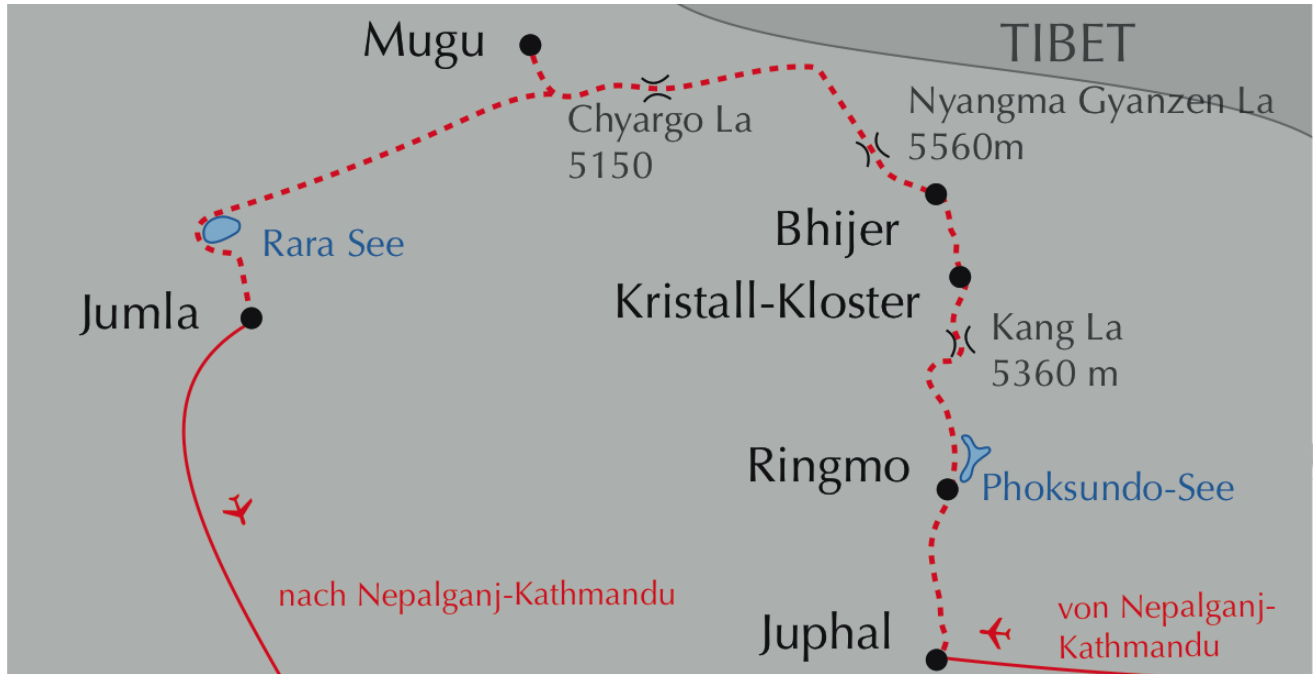 TIBET
Mugu
Chyargo La
5150
Nyangma Gyanzen La
5560m
Bhijer
Rara See
Kristall-Kloster
Jumla
Kang La
5360 m
Ringmo
Phoksundo-See
nach Nepalganj-Kathmandu
von Nepalganj-
Kathmandu
Juphal